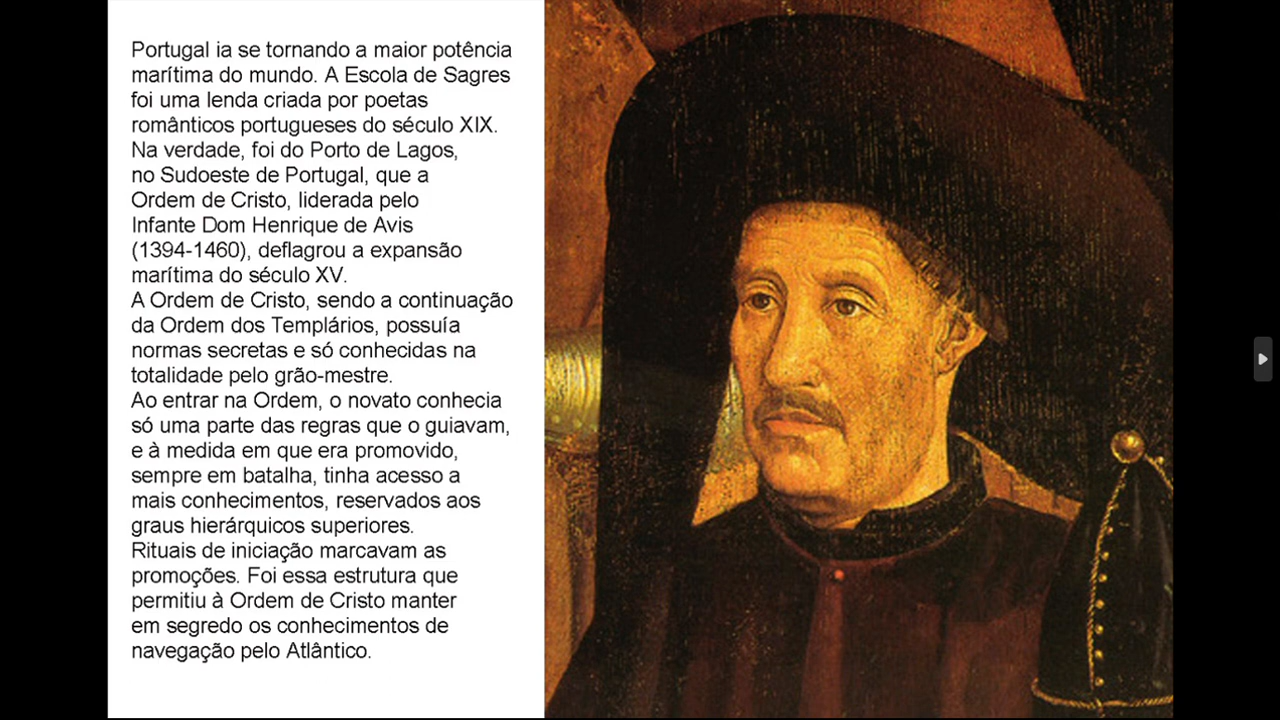 Portugal ia se tornando a maior potência
marítima do mundo. A Escola de Sagres
foi uma lenda criada por poetas
românticos portugueses do século XIX.
Na verdade, foi do Porto de Lagos,
no Sudoeste de Portugal, que a
Ordem de Cristo, liderada pelo
Infante Dom Henrique de Avis
(1394-1460), deflagrou a expansão
marítima do século XV.
A Ordem de Cristo, sendo a continuação
da Ordem dos Templários, possuía
normas secretas e só conhecidas na
totalidade pelo grão-mestre.
Ao entrar na Ordem, o novato conhecia
só uma parte das regras que o guiavam,
e à medida em que era promovido,
sempre em batalha, tinha acesso a
mais conhecimentos, reservados aos
graus hierárquicos superiores.
Rituais de iniciação marcavam as
promoções. Foi essa estrutura que
permitiu à Ordem de Cristo manter
em segredo os conhecimentos de
navegação pelo Atlântico.